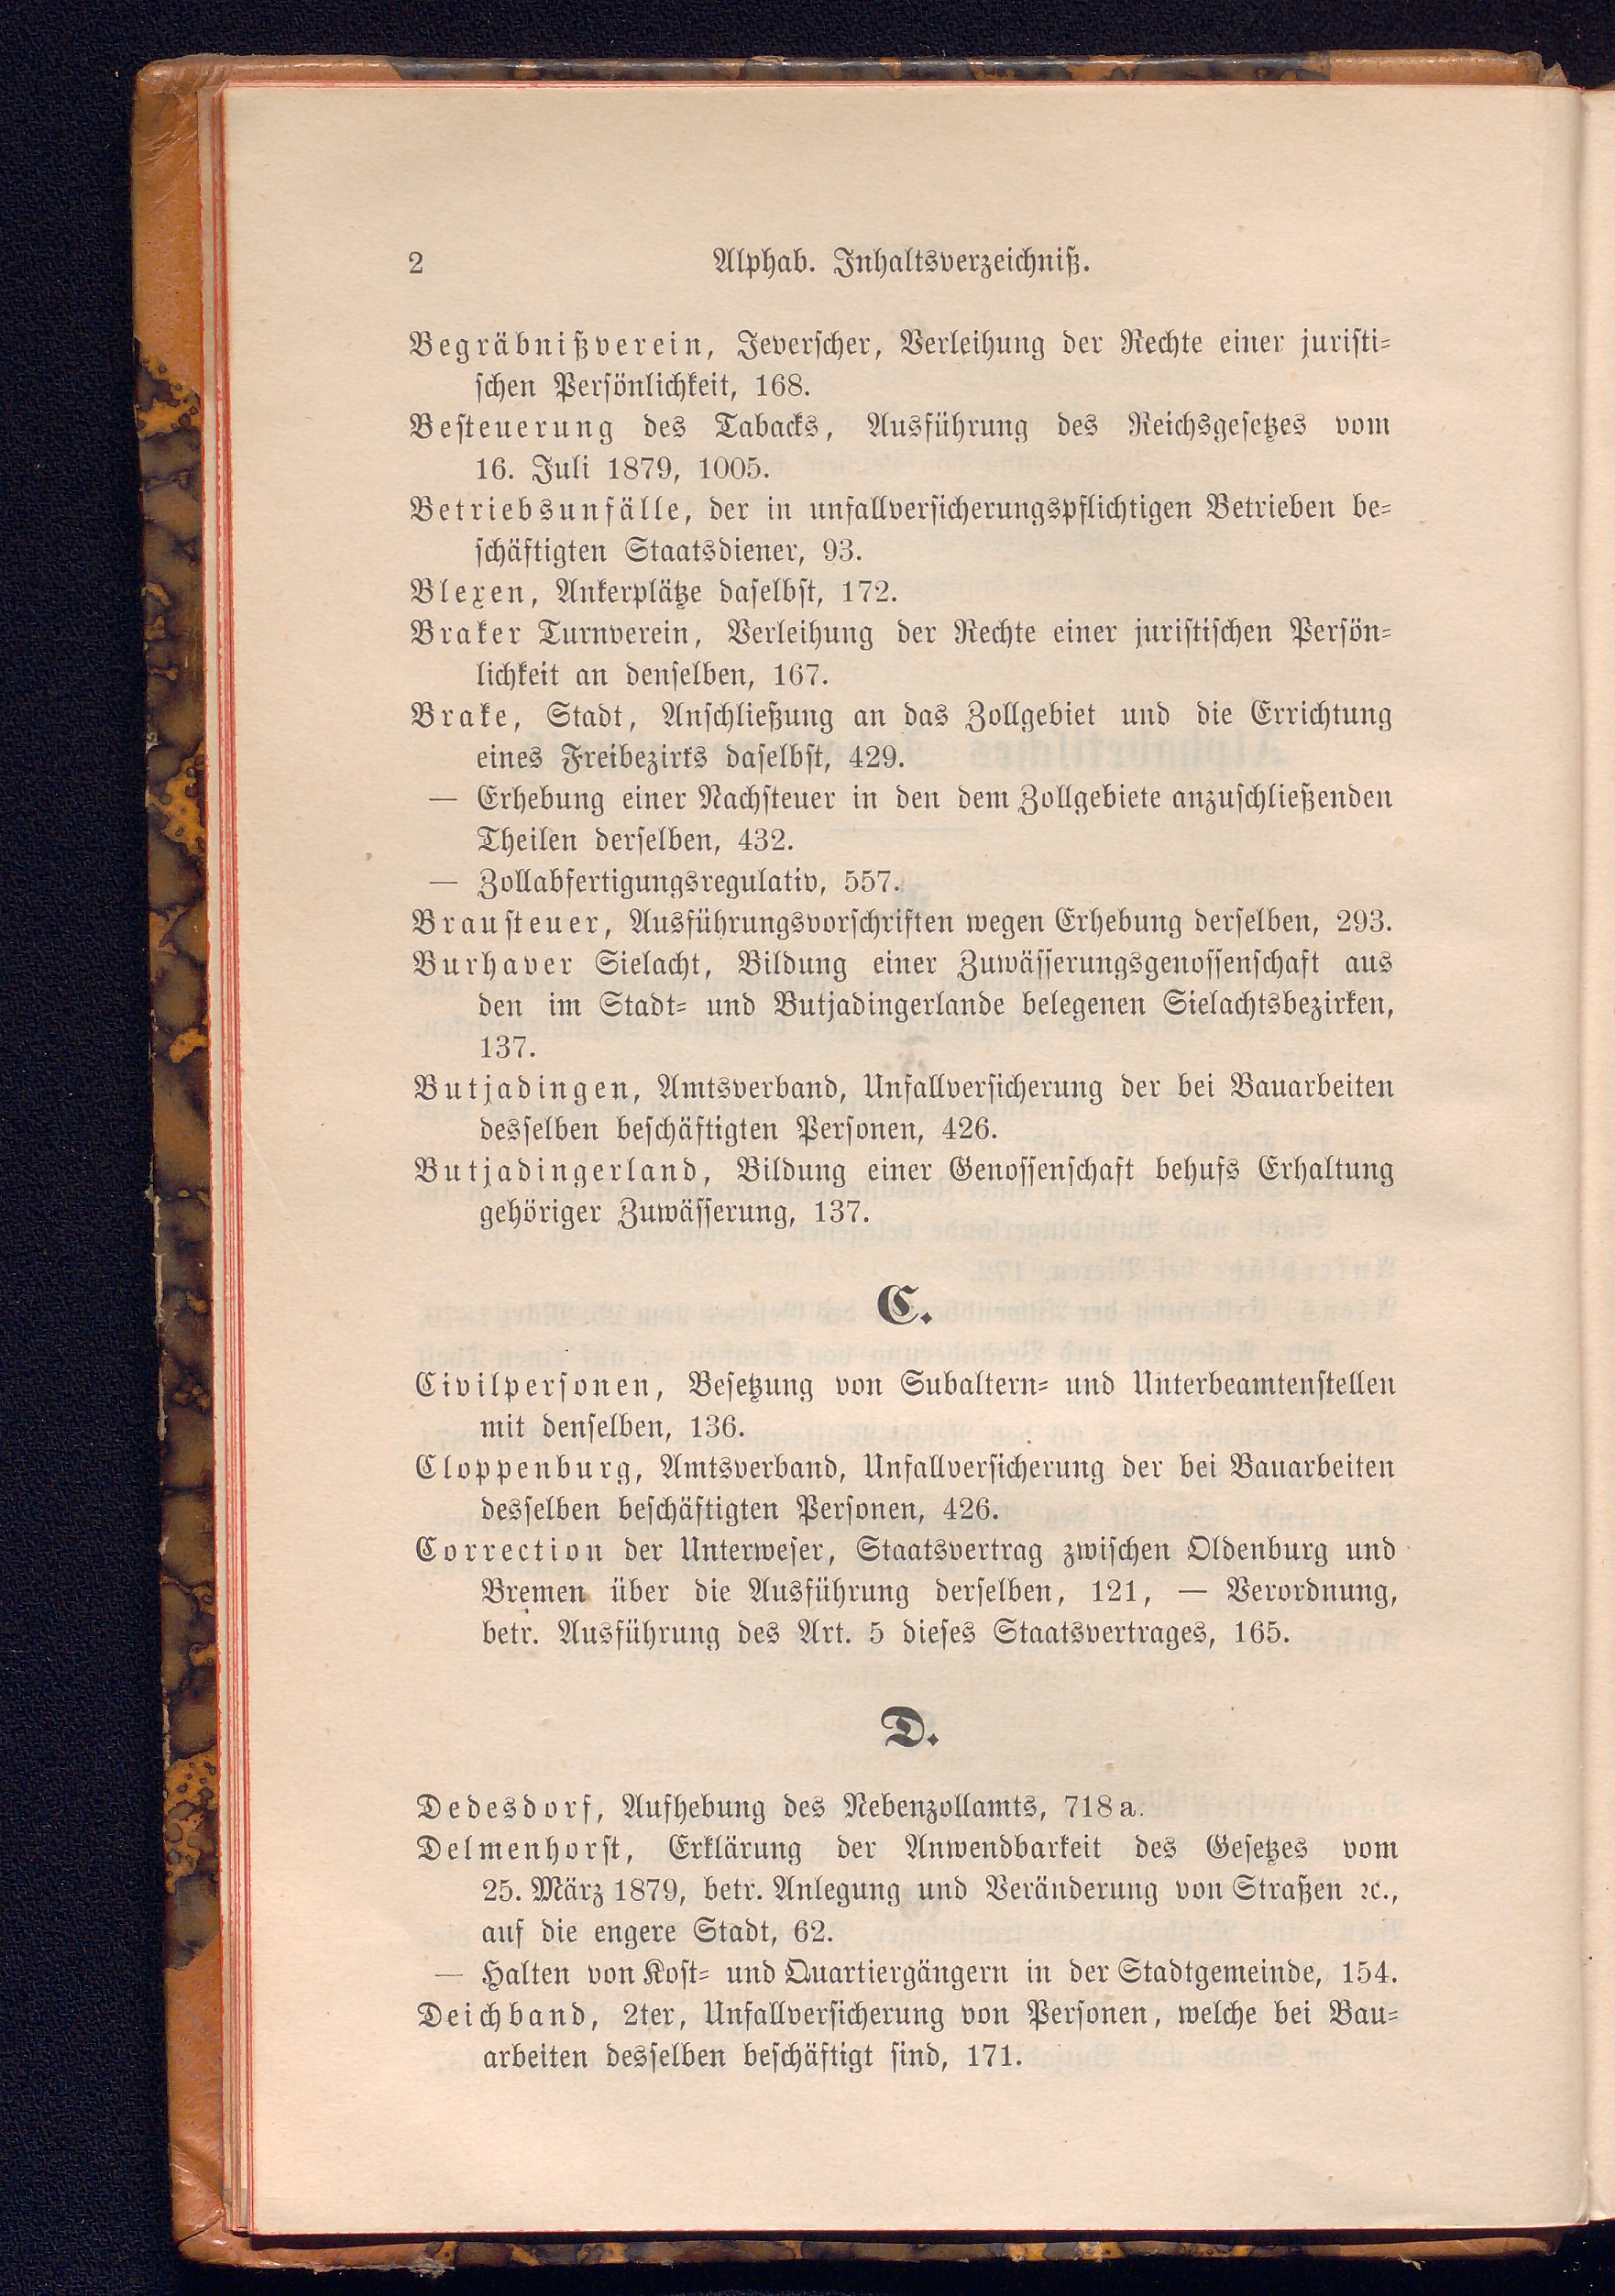 2 Alphab. Inhaltsverzeichniß.
Begräbnißverein, Jeverscher, Verleihung der Rechte einer juristi-
schen Persönlichkeit, 168.
Besteuerung des Tabacks, Ausführung des Reichsgesetzes vom
16. Juli 1879, 1005.
Betriebsunfälle, der in unfallversicherungspflichtigen Betrieben be-
schäftigten Staatsdiener, 93.
Blexen, Ankerplätze daselbst, 172.
Braker Turnverein, Verleihung der Rechte einer juristischen Persön-
lichkeit an denselben, 167.
Brake, Stadt, Anschließung an das Zollgebiet und die Errichtung
eines Freibezirks daselbst, 429.
— Erhebung einer Nachsteuer in den dem Zollgebiete anzuschließenden
Theilen derselben, 432.
— Zollabfertigungsregulativ, 557.
Brausteuer, Ausführungsvorschriften wegen Erhebung derselben, 293.
Burhaver Sielacht, Bildung einer Zuwässerungsgenossenschaft aus
den im Stadt- und Butjadingerlande belegenen Sielachtsbezirken,
137.
Butjadingen, Amtsverband, Unfallversicherung der bei Bauarbeiten
desselben beschäftigten Personen, 426.
Butjadingerland, Bildung einer Genossenschaft behufs Erhaltung
gehöriger Zuwässerung, 137.
C.
Civilpersonen, Besetzung von Subaltern- und Unterbeamtenstellen
mit denselben, 136.
Cloppenburg, Amtsverband, Unfallversicherung der bei Bauarbeiten
desselben beschäftigten Personen, 426.
Correction der Unterweser, Staatsvertrag zwischen Oldenburg und
Bremen über die Ausführung derselben, 121, — Verordnung,
betr. Ausführung des Art. 5 dieses Staatsvertrages, 165.
D.
Dedesdorf, Aufhebung des Nebenzollamts, 718 a.
Delmenhorst, Erklärung der Anwendbarkeit des Gesetzes vom
25. März 1879, betr. Anlegung und Veränderung von Straßen ꝛc.,
auf die engere Stadt, 62.
— Halten von Kost- und Quartiergängern in der Stadtgemeinde, 154.
Deichband, 2ter, Unfallversicherung von Personen, welche bei Bau-
arbeiten desselben beschäftigt sind, 171.